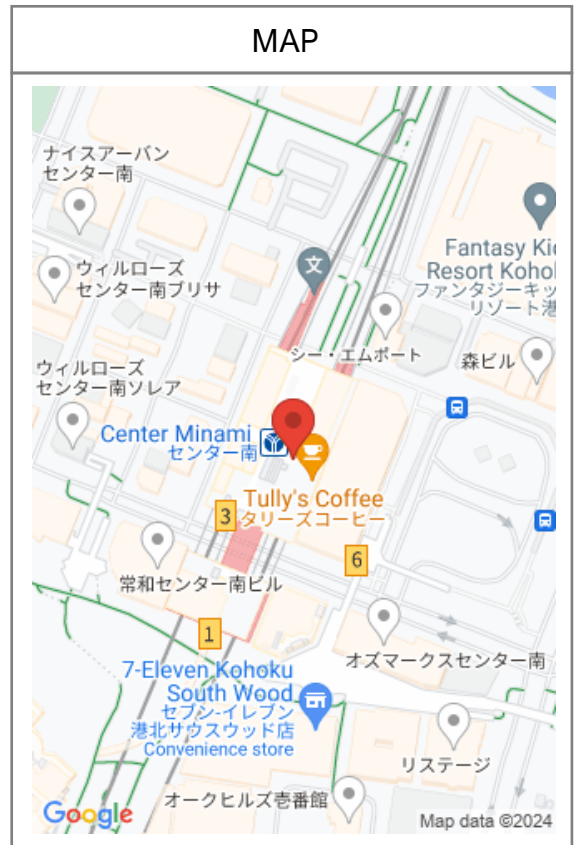 MAP
ナイスアーバン
センター南
ウィルローズ
センター南ブリサ
文
Fantasy Kid
Resort Kohol
ファンタジーキッ
リゾート港
シー・エムポート
森ビル
ウィルローズ
センター南ソレア
Center Minami
センター南
Tully's Coffee
タリーズコーヒー
3
6
常和センター南ビル
1
オズマークスセンター南
7-Eleven Kohoku
South Wood
セブン-イレブン
港北サウスウッド店
Convenience store
リステージ
オークヒルズ壱番館
Google
Map data ©2024